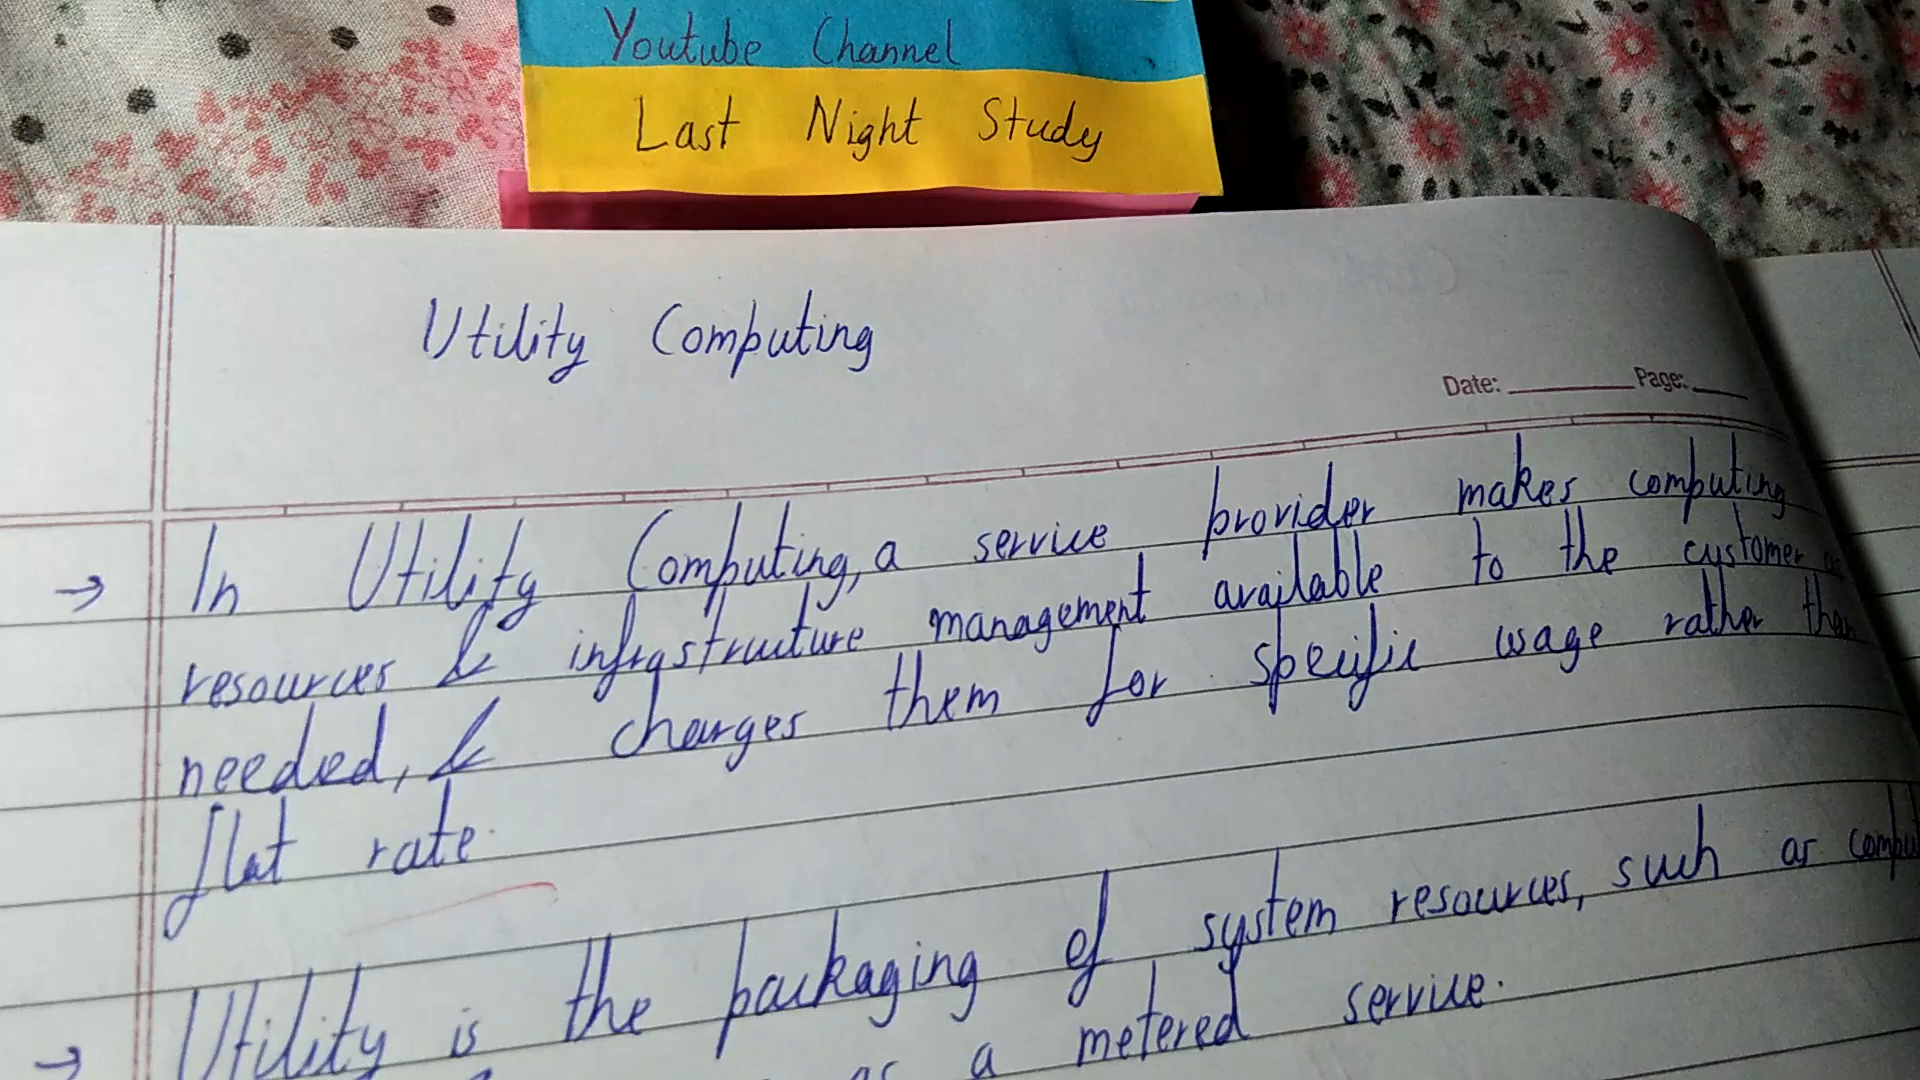 Youtube Channel
Last Night Study
Utility Computing
Date: Page:
→ In Utility Computing, a service provider makes computing
resources & infrastructure management available to the customer as
needed, & charges them for specific usage rather than
flat rate.
→ Utility is the packaging of system resources, such as
as a metered service.